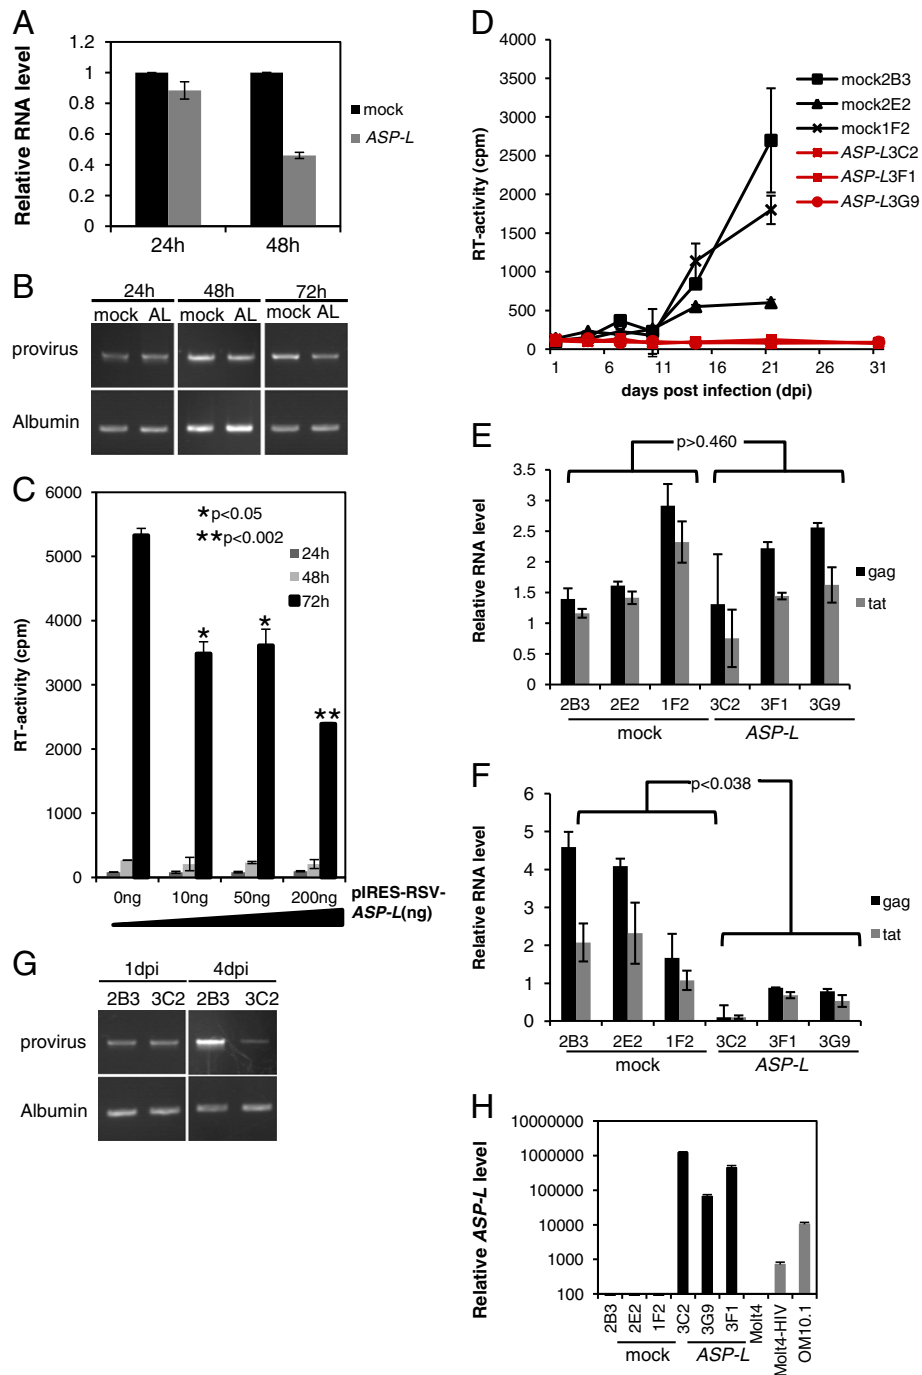 A
Relative RNA level
1.2
1
0.8
0.6
0.4
0.2
0
24h
48h
mock
ASP-L
B
24h
48h
72h
mock AL
mock AL
mock AL
provirus
Albumin
C
RT-activity (cpm)
6000
5000
4000
3000
2000
1000
0
*p<0.05
**p<0.002
24h
48h
72h
*
*
**
0ng
10ng
50ng
200ng
pIRES-RSV-
ASP-L(ng)
G
1dpi
4dpi
2B3 3C2
2B3 3C2
provirus
Albumin
D
RT-activity (cpm)
4000
3500
3000
2500
2000
1500
1000
500
0
1
6
11
16
21
26
31
days post infection (dpi)
mock2B3
mock2E2
mock1F2
ASP-L3C2
ASP-L3F1
ASP-L3G9
E
p>0.460
Relative RNA level
3.5
3
2.5
2
1.5
1
0.5
0
gag
tat
2B3
2E2
1F2
3C2
3F1
3G9
mock
ASP-L
F
p<0.038
Relative RNA level
6
5
4
3
2
1
0
gag
tat
2B3
2E2
1F2
3C2
3F1
3G9
mock
ASP-L
H
Relative ASP-L level
10000000
1000000
100000
10000
1000
100
2B3
2E2
1F2
3C2
3G9
3F1
Molt4
Molt4-HIV
OM10.1
mock
ASP-L